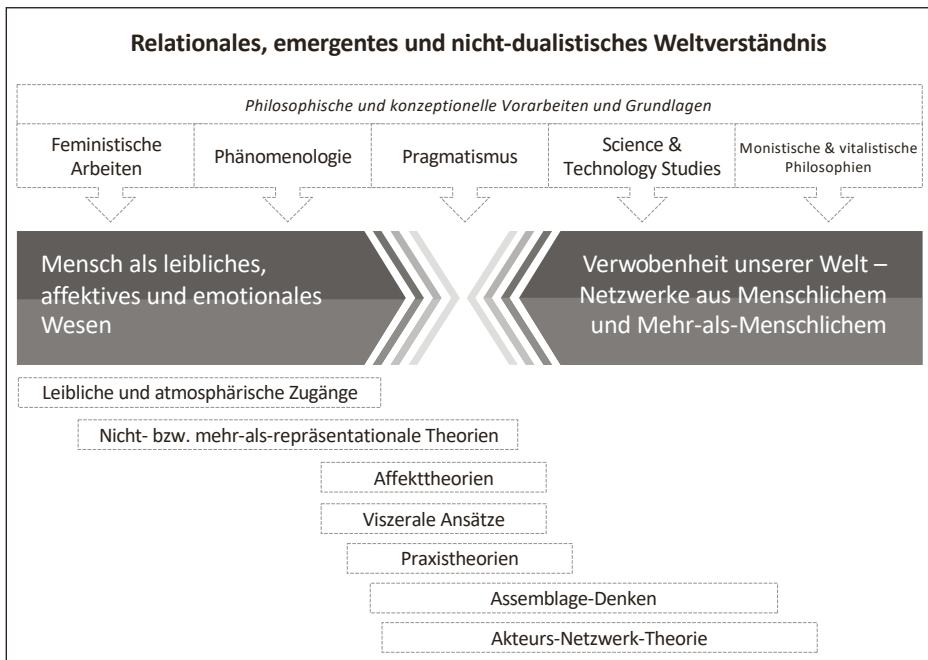 Relationales, emergentes und nicht-dualistisches Weltverständnis
Philosophische und konzeptionelle Vorarbeiten und Grundlagen
Feministische
Arbeiten
Phänomenologie
Pragmatismus
Science &
Technology Studies
Monistische & vitalistische
Philosophien
Mensch als leibliches,
affektives und emotionales
Wesen
Verwobenheit unserer Welt –
Netzwerke aus Menschlichem
und Mehr-als-Menschlichem
Leibliche und atmosphärische Zugänge
Nicht- bzw. mehr-als-repräsentationale Theorien
Affekttheorien
Viszerale Ansätze
Praxistheorien
Assemblage-Denken
Akteurs-Netzwerk-Theorie